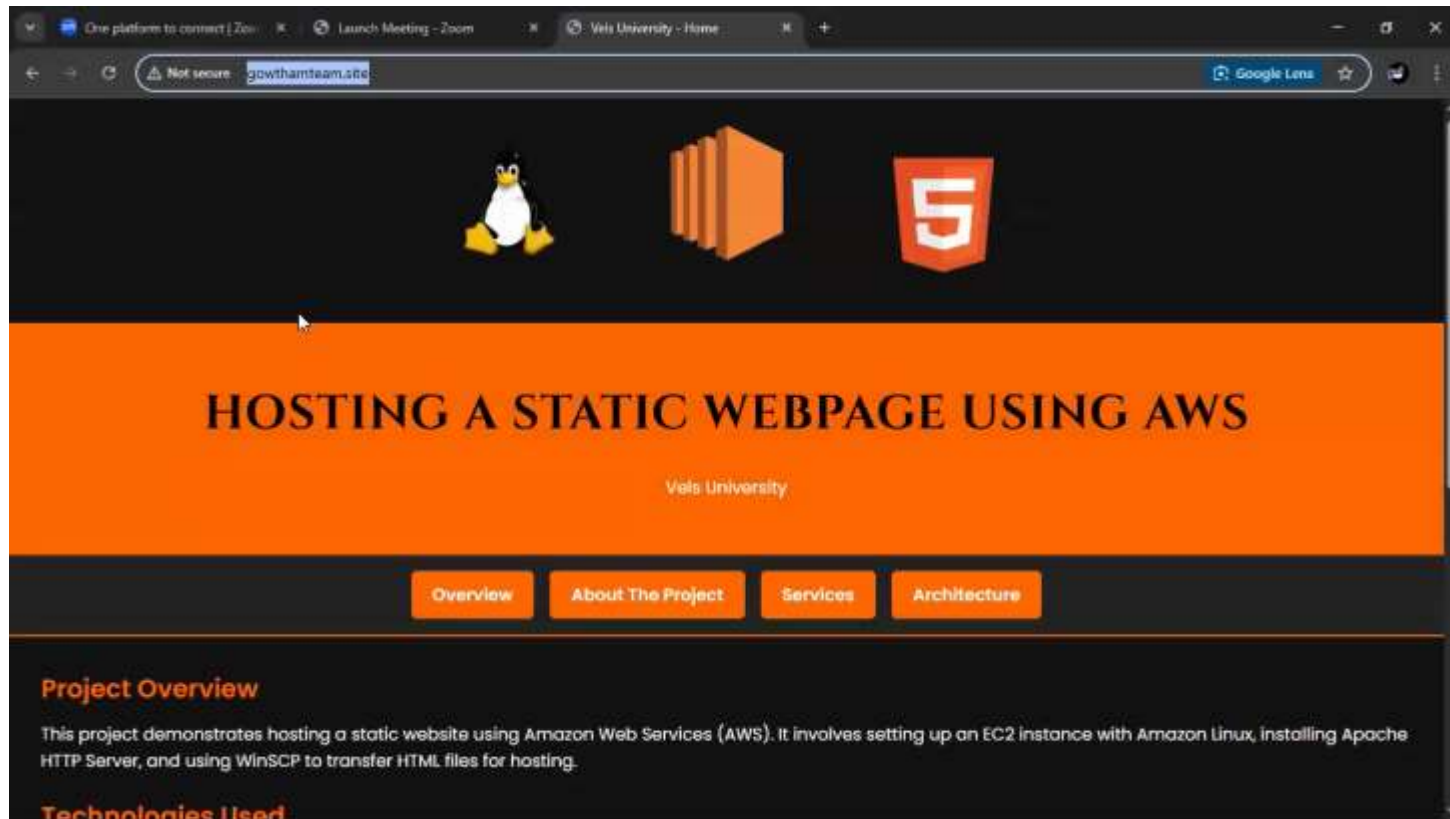 One platform to connect | Zoo
Launch Meeting - Zoom
Vels University - Home
Not secure
gowthamteam.site
Google Lens
5
HOSTING A STATIC WEBPAGE USING AWS
Vels University
Overview
About The Project
Services
Architecture
Project Overview
This project demonstrates hosting a static website using Amazon Web Services (AWS). It involves setting up an EC2 instance with Amazon Linux, installing Apache
HTTP Server, and using WinSCP to transfer HTML files for hosting.
Technologies Used